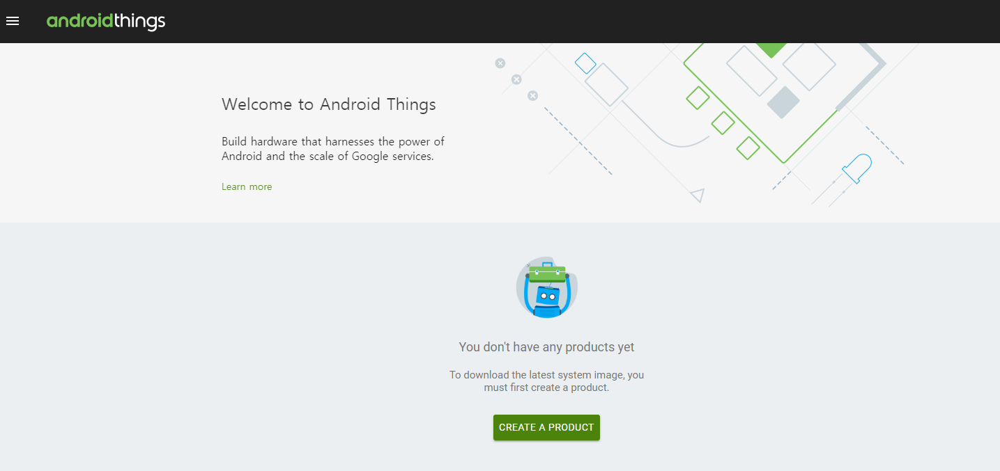 androidthings
Welcome to Android Things
Build hardware that harnesses the power of
Android and the scale of Google services.
Learn more
You don't have any products yet
To download the latest system image, you
must first create a product.
CREATE A PRODUCT